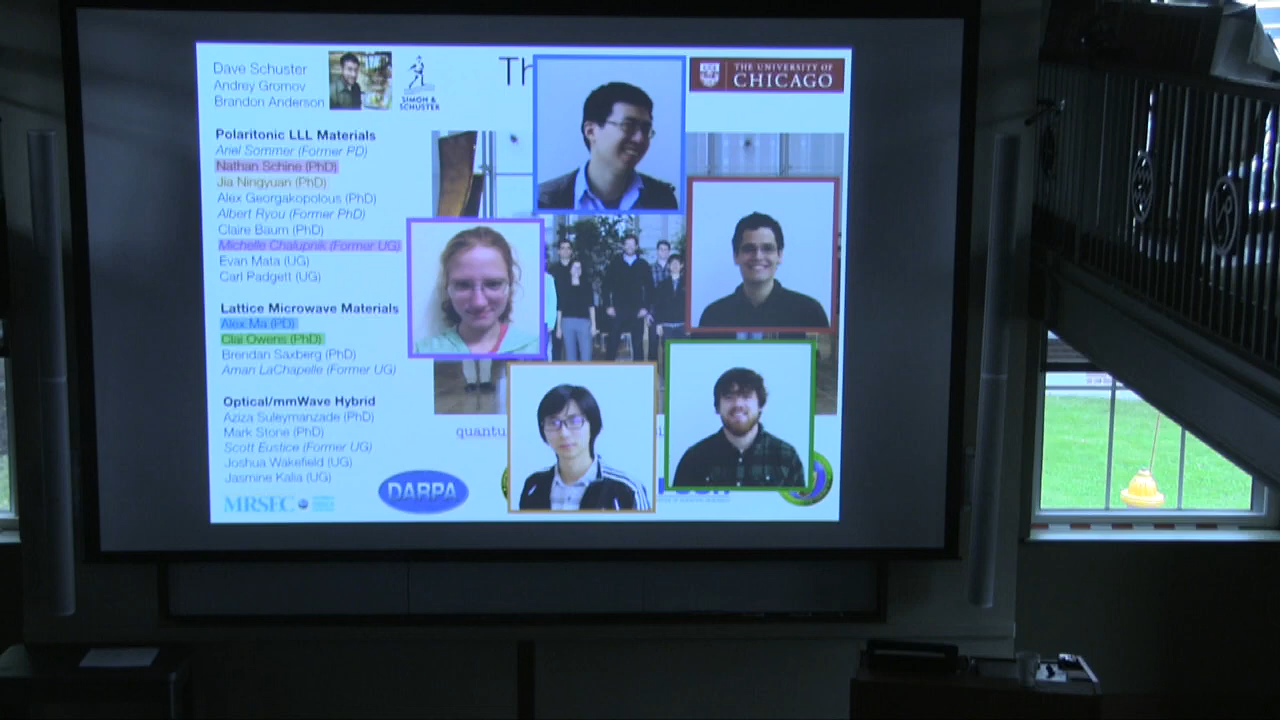 Dave Schuster
Andrey Gromov
Brandon Anderson
SIMON &
SCHUSTER
Th
THE UNIVERSITY OF
CHICAGO
Polaritonic LLL Materials
Ariel Sommer (Former PD)
Nathan Schine (PhD)
Jia Ningyuan (PhD)
Alex Georgakopolous (PhD)
Albert Ryou (Former PhD)
Claire Baum (PhD)
Michelle Chalupnik (Former UG)
Evan Mata (UG)
Carl Padgett (UG)
Lattice Microwave Materials
Alex Ma (PD)
Clai Owens (PhD)
Brendan Saxberg (PhD)
Aman LaChapelle (Former UG)
Optical/mmWave Hybrid
Aziza Suleymanzade (PhD)
Mark Stone (PhD)
Scott Eustice (Former UG)
Joshua Wakefield (UG)
Jasmine Kalia (UG)
quantu
MRSEC
DARPA